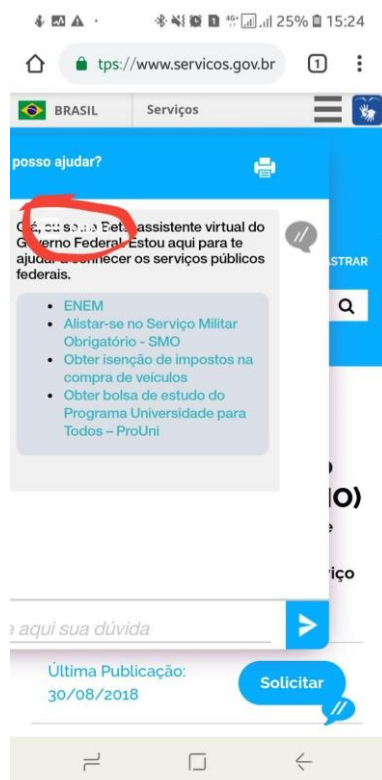 25% 15:24
tps://www.servicos.gov.br
1
BRASIL Serviços
posso ajudar?
assistente virtual do
Governo Federal. Estou aqui para te
ajudar a conhecer os serviços públicos
federais.
ASTRAR
ENEM
Alistar-se no Serviço Militar
Obrigatório - SMO
Obter isenção de impostos na
compra de veículos
Obter bolsa de estudo do
Programa Universidade para
Todos – ProUni
O)
iço
aqui sua dúvida
Última Publicação:
30/08/2018
Solicitar